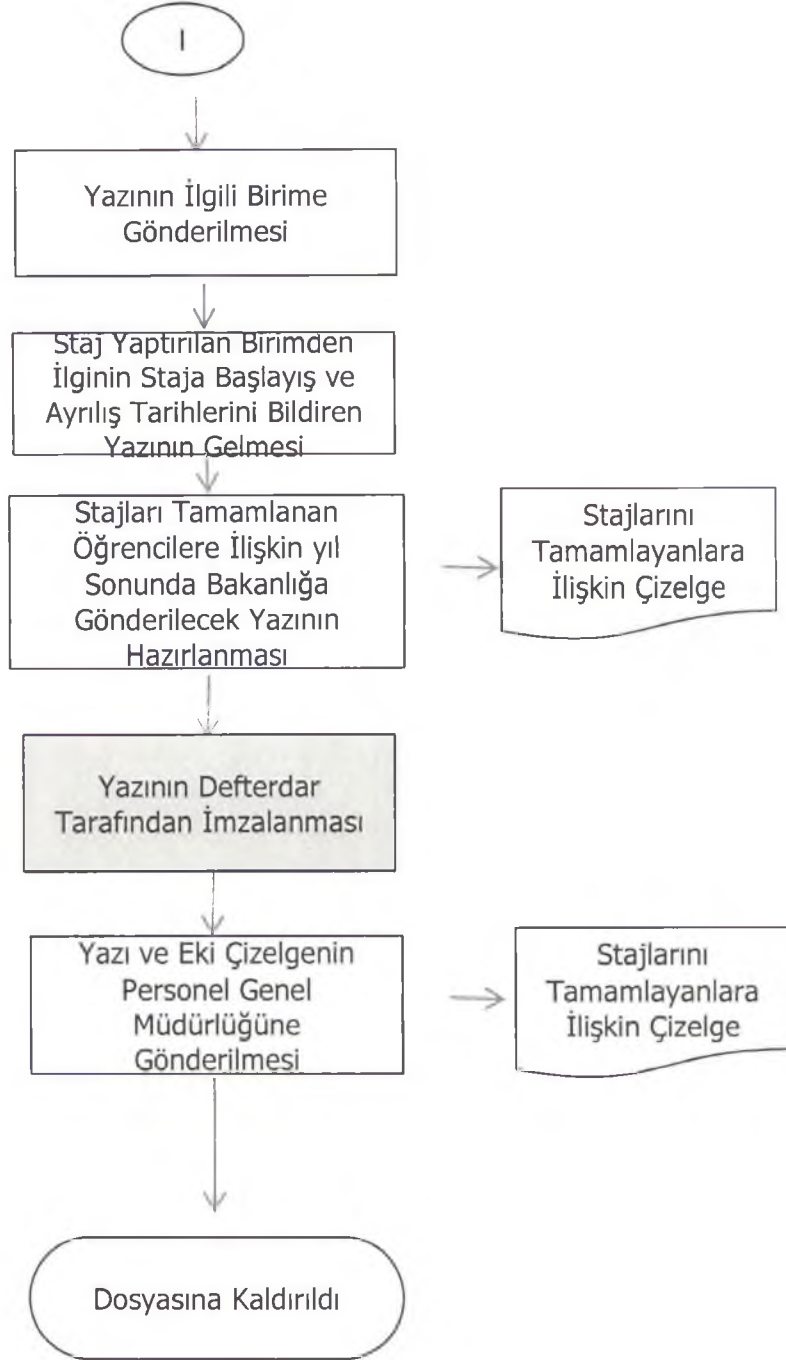 I
Yazının İlgili Birime
Gönderilmesi
Staj Yaptırılan Birimden
İlginin Staja Başlayış ve
Ayrılış Tarihlerini Bildiren
Yazının Gelmesi
Stajları Tamamlanan
Öğrencilere İlişkin yıl
Sonunda Bakanlığa
Gönderilecek Yazının
Hazırlanması
Stajlarını
Tamamlayanlara
İlişkin Çizelge
Yazının Defterdar
Tarafından İmzalanması
Yazı ve Eki Çizelgenin
Personel Genel
Müdürlüğüne
Gönderilmesi
Stajlarını
Tamamlayanlara
İlişkin Çizelge
Dosyasına Kaldırıldı